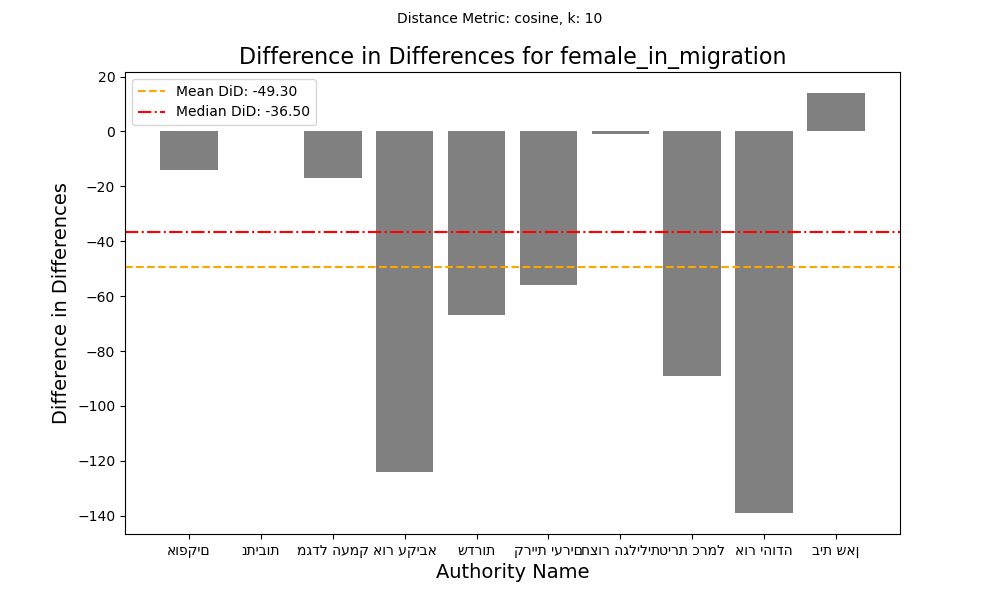 Distance Metric: cosine, k: 10
Difference in Differences for female_in_migration
Mean DiD: -49.30
Median DiD: -36.50
Difference in Differences
20
0
−20
−40
−60
−80
−100
−120
−140
אופקים
נתיבות
מגדל העמק
אור עקיבא
שדרות
קריית יערים
חצור הגלילית
טירת כרמל
אור יהודה
בית שאן
Authority Name